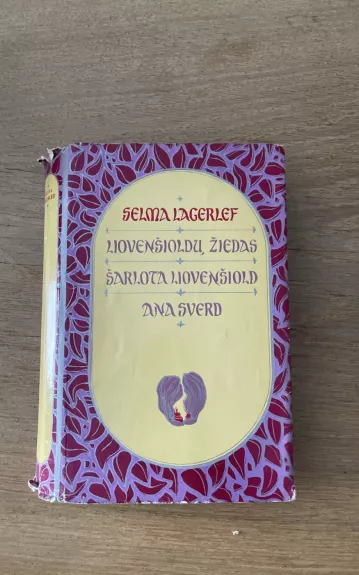 SELMA LAGERLEF
LIOVENŠIOLDŲ ŽIEDAS
ŠARLOTA LIOVENŠIOLD
ANA SVERD